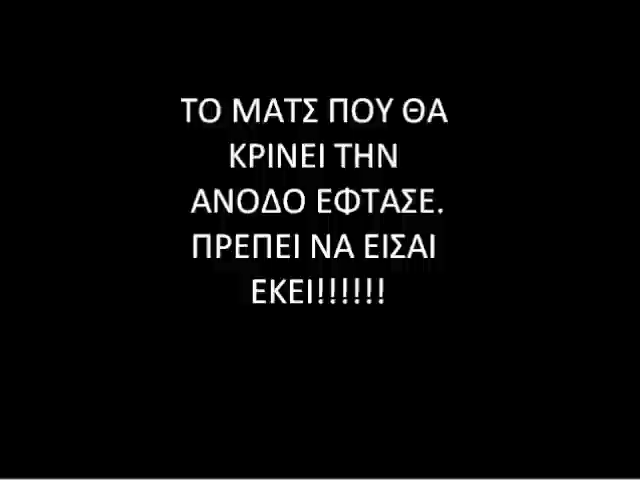 ΤΟ ΜΑΤΣ ΠΟΥ ΘΑ
ΚΡΙΝΕΙ ΤΗΝ
ΑΝΟΔΟ ΕΦΤΑΣΕ.
ΠΡΕΠΕΙ ΝΑ ΕΙΣΑΙ
ΕΚΕΙ!!!!!!